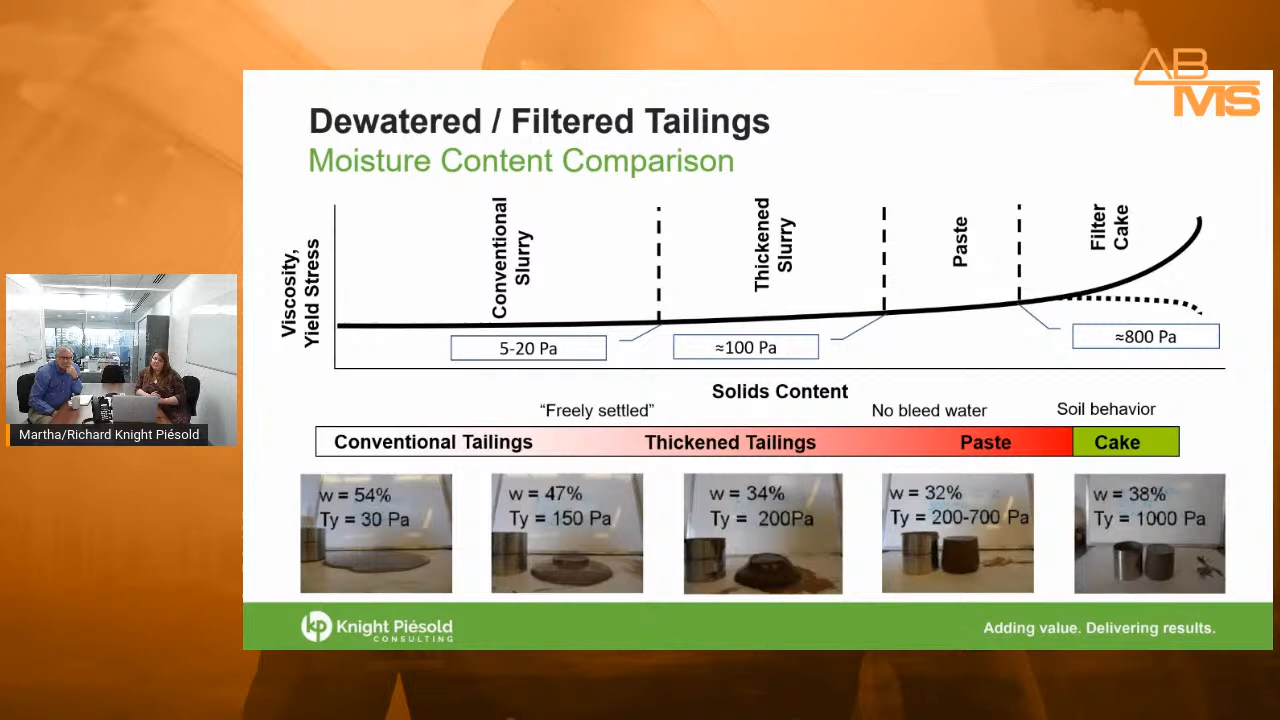 AB
MS
Dewatered / Filtered Tailings
Moisture Content Comparison
Viscosity,
Yield Stress
Conventional
Slurry
Thickened
Slurry
Paste
Filter
Cake
5-20 Pa
≈100 Pa
≈800 Pa
Solids Content
“Freely settled”
No bleed water
Soil behavior
Conventional Tailings
Thickened Tailings
Paste
Cake
w = 54%
Ty = 30 Pa
w = 47%
Ty = 150 Pa
w = 34%
Ty = 200Pa
w = 32%
Ty = 200-700 Pa
w = 38%
Ty = 1000 Pa
Martha/Richard Knight Piésold
kp
Knight Piésold
CONSULTING
Adding value. Delivering results.